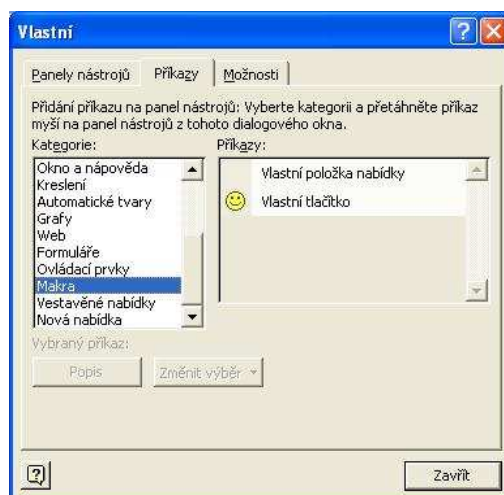 Vlastní
Panely nástrojů
Příkazy
Možnosti
Přidání příkazu na panel nástrojů: Vyberte kategorii a přetáhněte příkaz
myší na panel nástrojů z tohoto dialogového okna.
Kategorie:
Příkazy:
Okno a nápověda
Kreslení
Automatické tvary
Grafy
Web
Formuláře
Ovládací prvky
Makra
Vestavěné nabídky
Nová nabídka
Vlastní položka nabídky
Vlastní tlačítko
Vybraný příkaz:
Popis
Změnit výběr
Zavřít